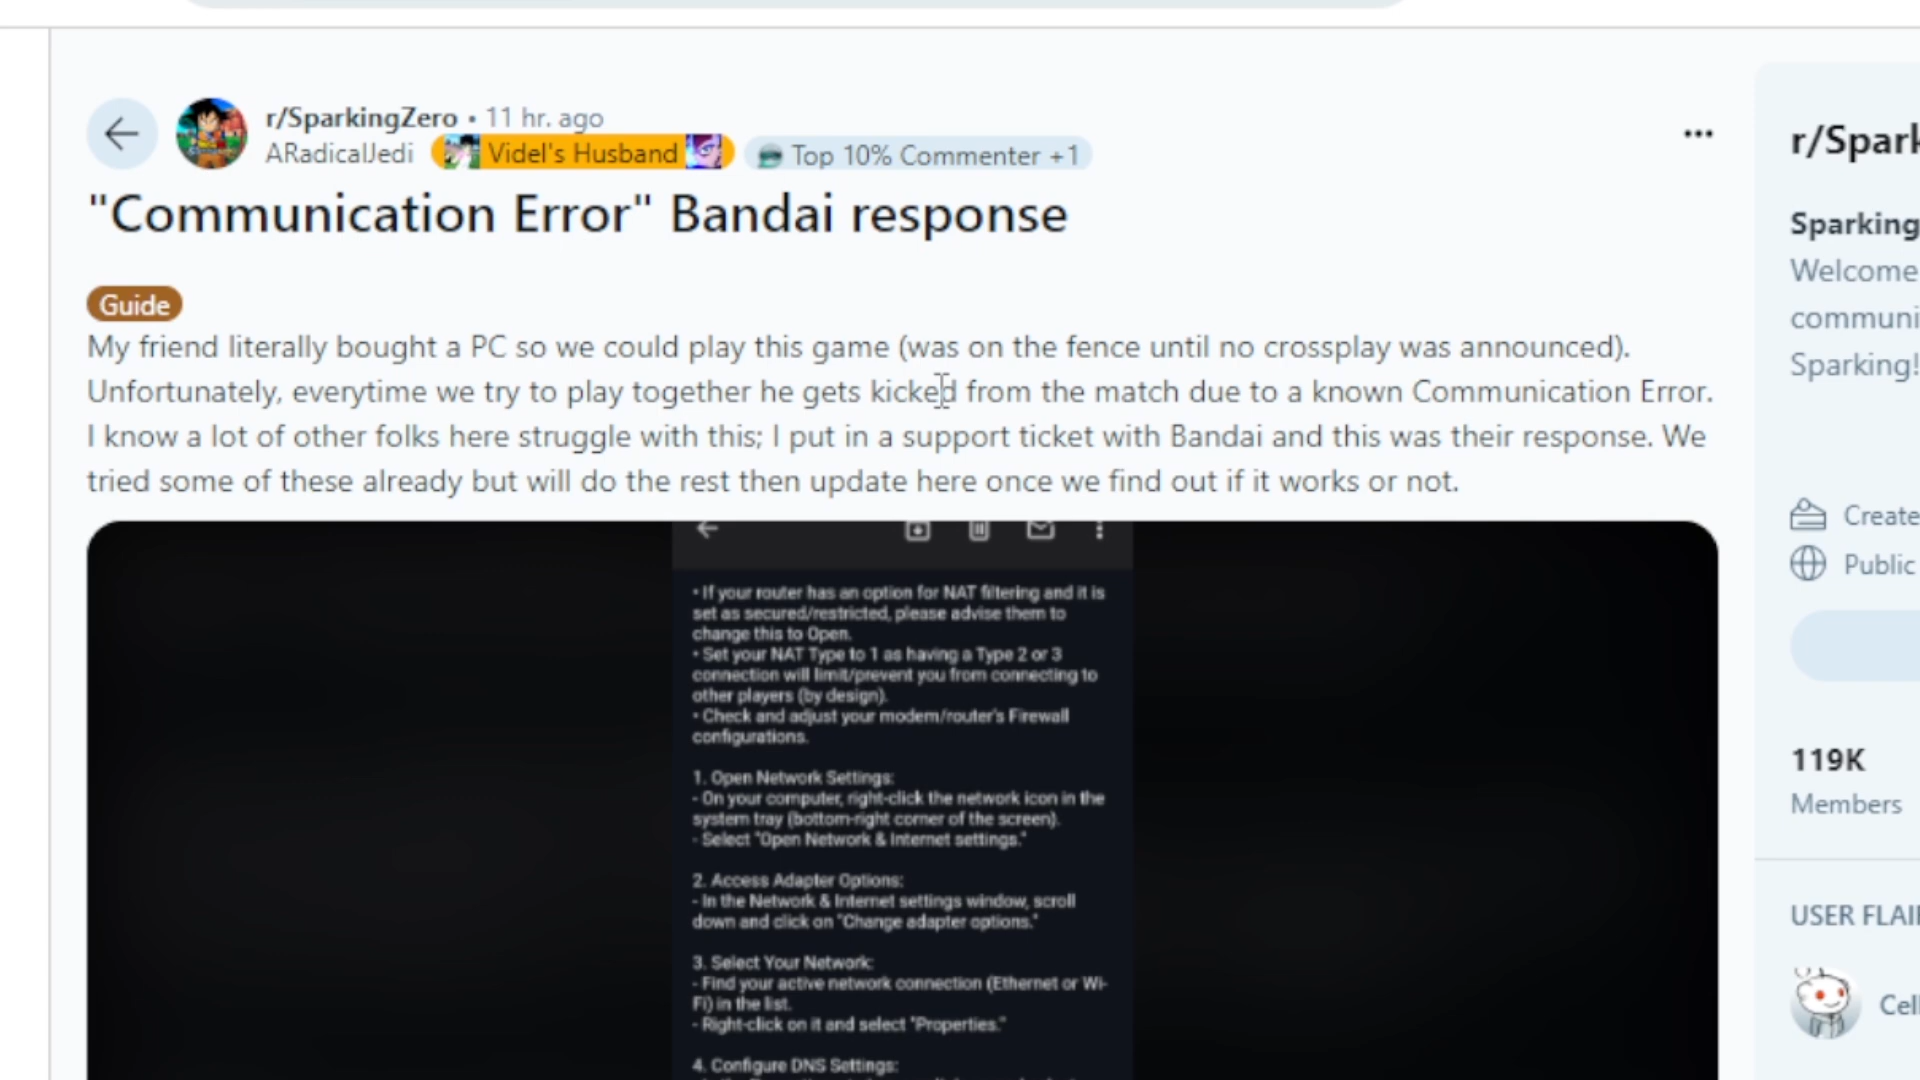 r/SparkingZero • 11 hr. ago
ARadicalJedi Videl's Husband Top 10% Commenter +1
"Communication Error" Bandai response
Guide
My friend literally bought a PC so we could play this game (was on the fence until no crossplay was announced).
Unfortunately, everytime we try to play together he gets kicked from the match due to a known Communication Error.
I know a lot of other folks here struggle with this; I put in a support ticket with Bandai and this was their response. We
tried some of these already but will do the rest then update here once we find out if it works or not.
• If your router has an option for NAT filtering and it is
set as secured/restricted, please advise them to
change this to Open.
• Set your NAT Type to 1 as having a Type 2 or 3
connection will limit/prevent you from connecting to
other players (by design).
• Check and adjust your modem/router's Firewall
configurations.
1. Open Network Settings:
- On your computer, right-click the network icon in the
system tray (bottom-right corner of the screen).
- Select "Open Network & Internet settings."
2. Access Adapter Options:
- In the Network & Internet settings window, scroll
down and click on "Change adapter options."
3. Select Your Network:
- Find your active network connection (Ethernet or Wi-
Fi) in the list.
- Right-click on it and select "Properties."
4. Configure DNS Settings:
r/Spark
Sparking
Welcome
communi
Sparking!
Create
Public
119K
Members
USER FLAI
Cell